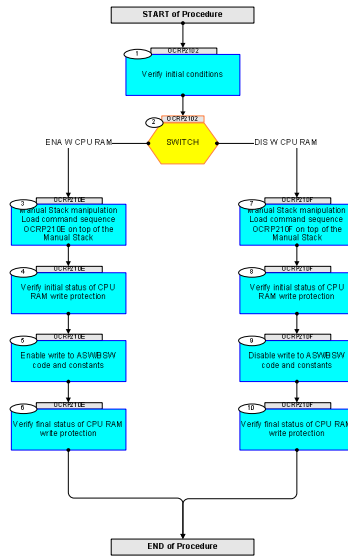 START of Procedure
1
OCRP21D2
Verify initial conditions
2
OCRP21D2
SWITCH
ENA W CPU RAM
DIS W CPU RAM
3
OCRP210E
Manual Stack manipulation
Load command sequence
OCRP210E on top of the
Manual Stack
7
OCRP210F
Manual Stack manipulation
Load command sequence
OCRP210F on top of the
Manual Stack
4
OCRP210E
Verify initial status of CPU
RAM write protection
8
OCRP210F
Verify initial status of CPU
RAM write protection
5
OCRP210E
Enable write to ASW/BSW
code and constants
9
OCRP210F
Disable write to ASW/BSW
code and constants
6
OCRP210E
Verify final status of CPU RAM
write protection
10
OCRP210F
Verify final status of CPU RAM
write protection
END of Procedure